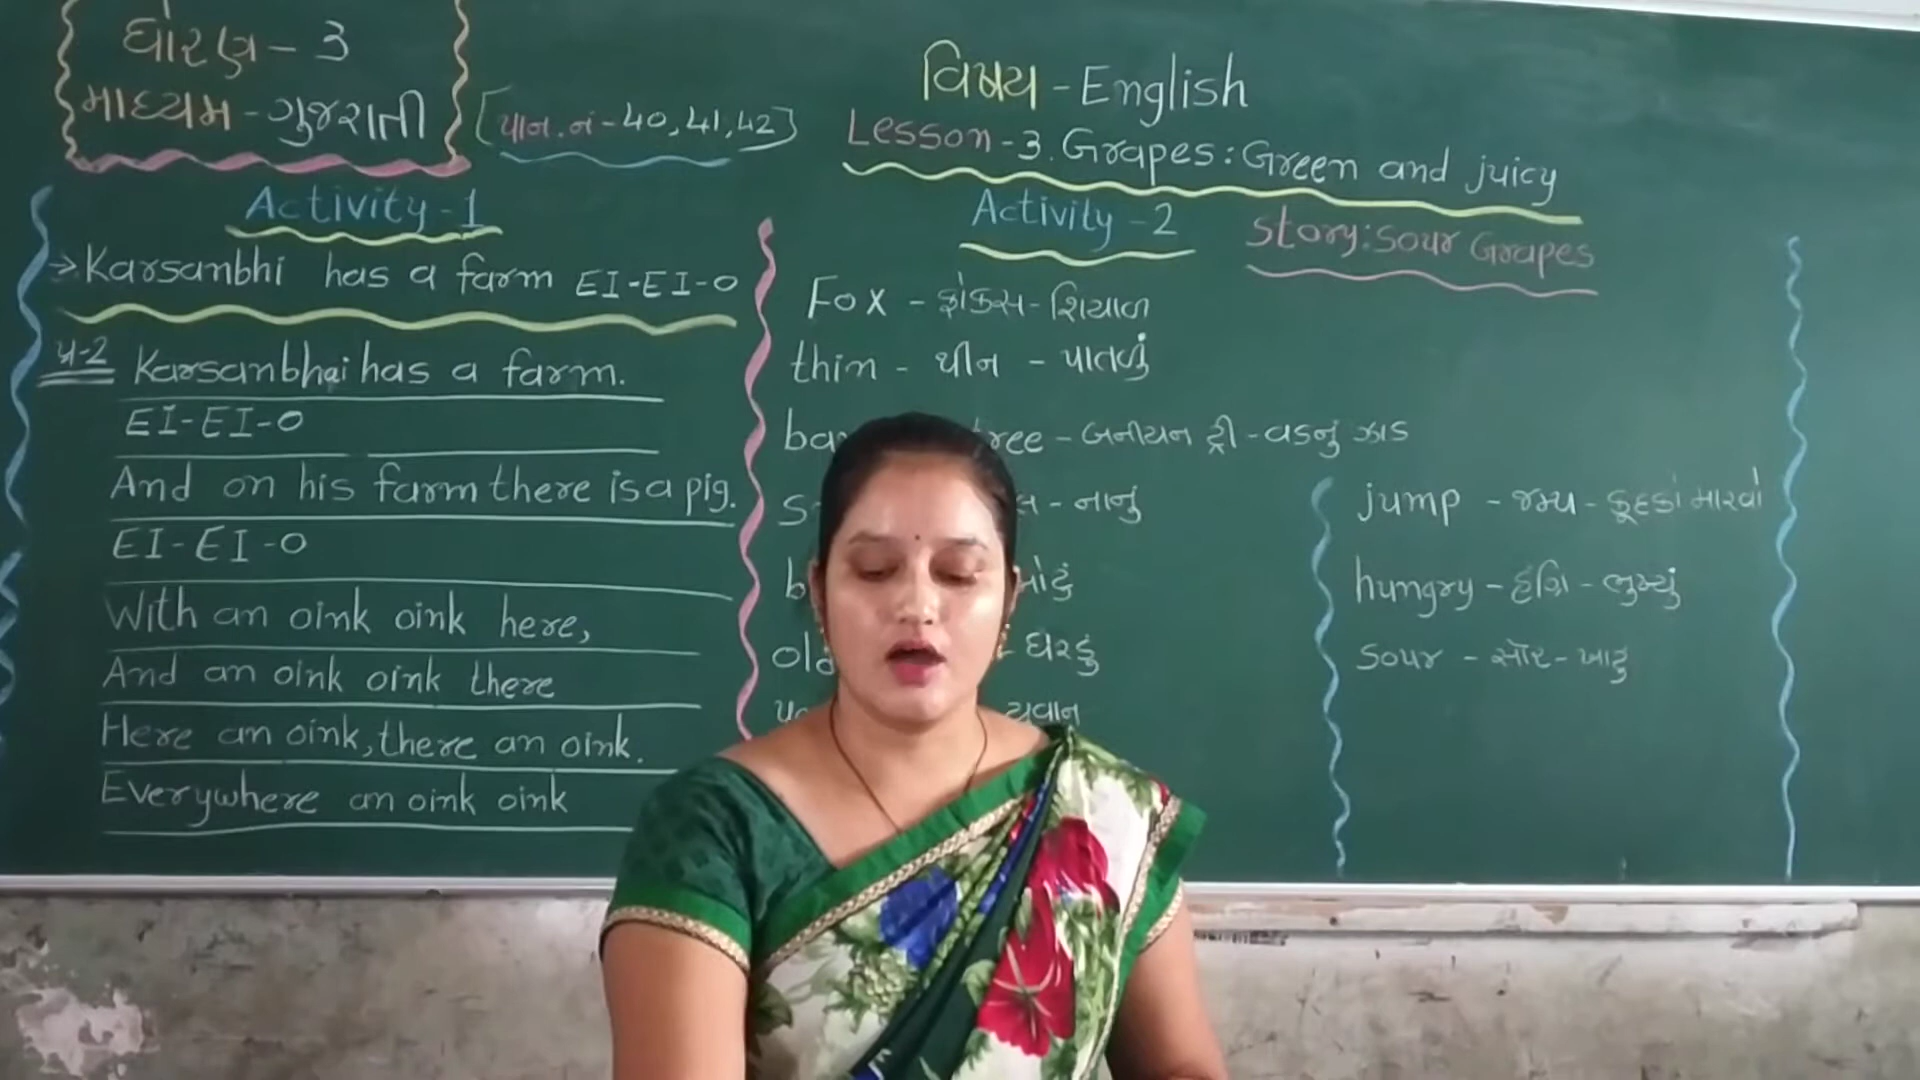 ધોરણ - 3
માધ્યમ - ગુજરાતી
[પાન.નં - 40, 41, 42]
વિષય - English
Lesson - 3. Grapes : Green and juicy
Activity - 1
→ Karsanbhi has a farm EI-EI-O
પ્ર-2 Karsanbhai has a farm.
EI-EI-O
And on his farm there is a pig.
EI-EI-O
With an oink oink here,
And an oink oink there
Here an oink, there an oink.
Everywhere an oink oink
Activity - 2
Story: Sour Grapes
Fox - ફોક્સ - શિયાળ
thin - થીન - પાતળું
tree - બનીયન ટ્રી - વડનું ઝાડ
- નાનું
old - ઘરડું
યુવાન
jump - જમ્પ - કૂદકો મારવો
hungry - હંગ્રિ - ભુખ્યું
sour - સૉર - ખાટુ